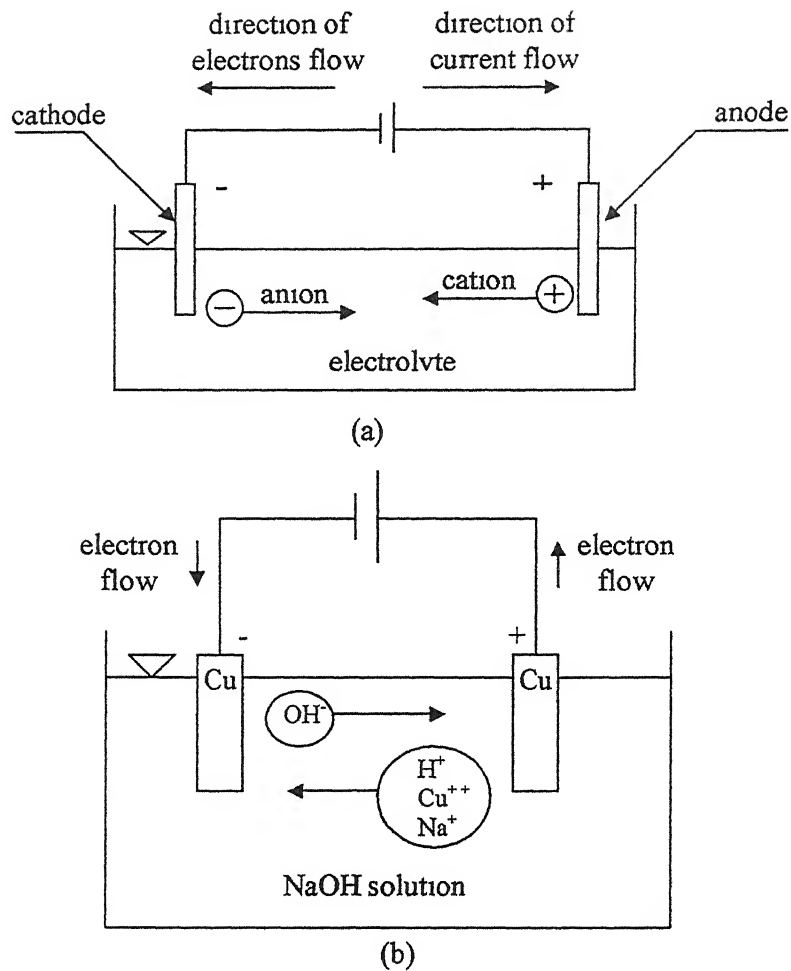 direction of
electrons flow
direction of
current flow
cathode
anode
-
+
− anion
cation +
electrolvte
(a)
electron
flow
electron
flow
-
+
Cu
Cu
OH⁻
H⁺
Cu⁺⁺
Na⁺
NaOH solution
(b)